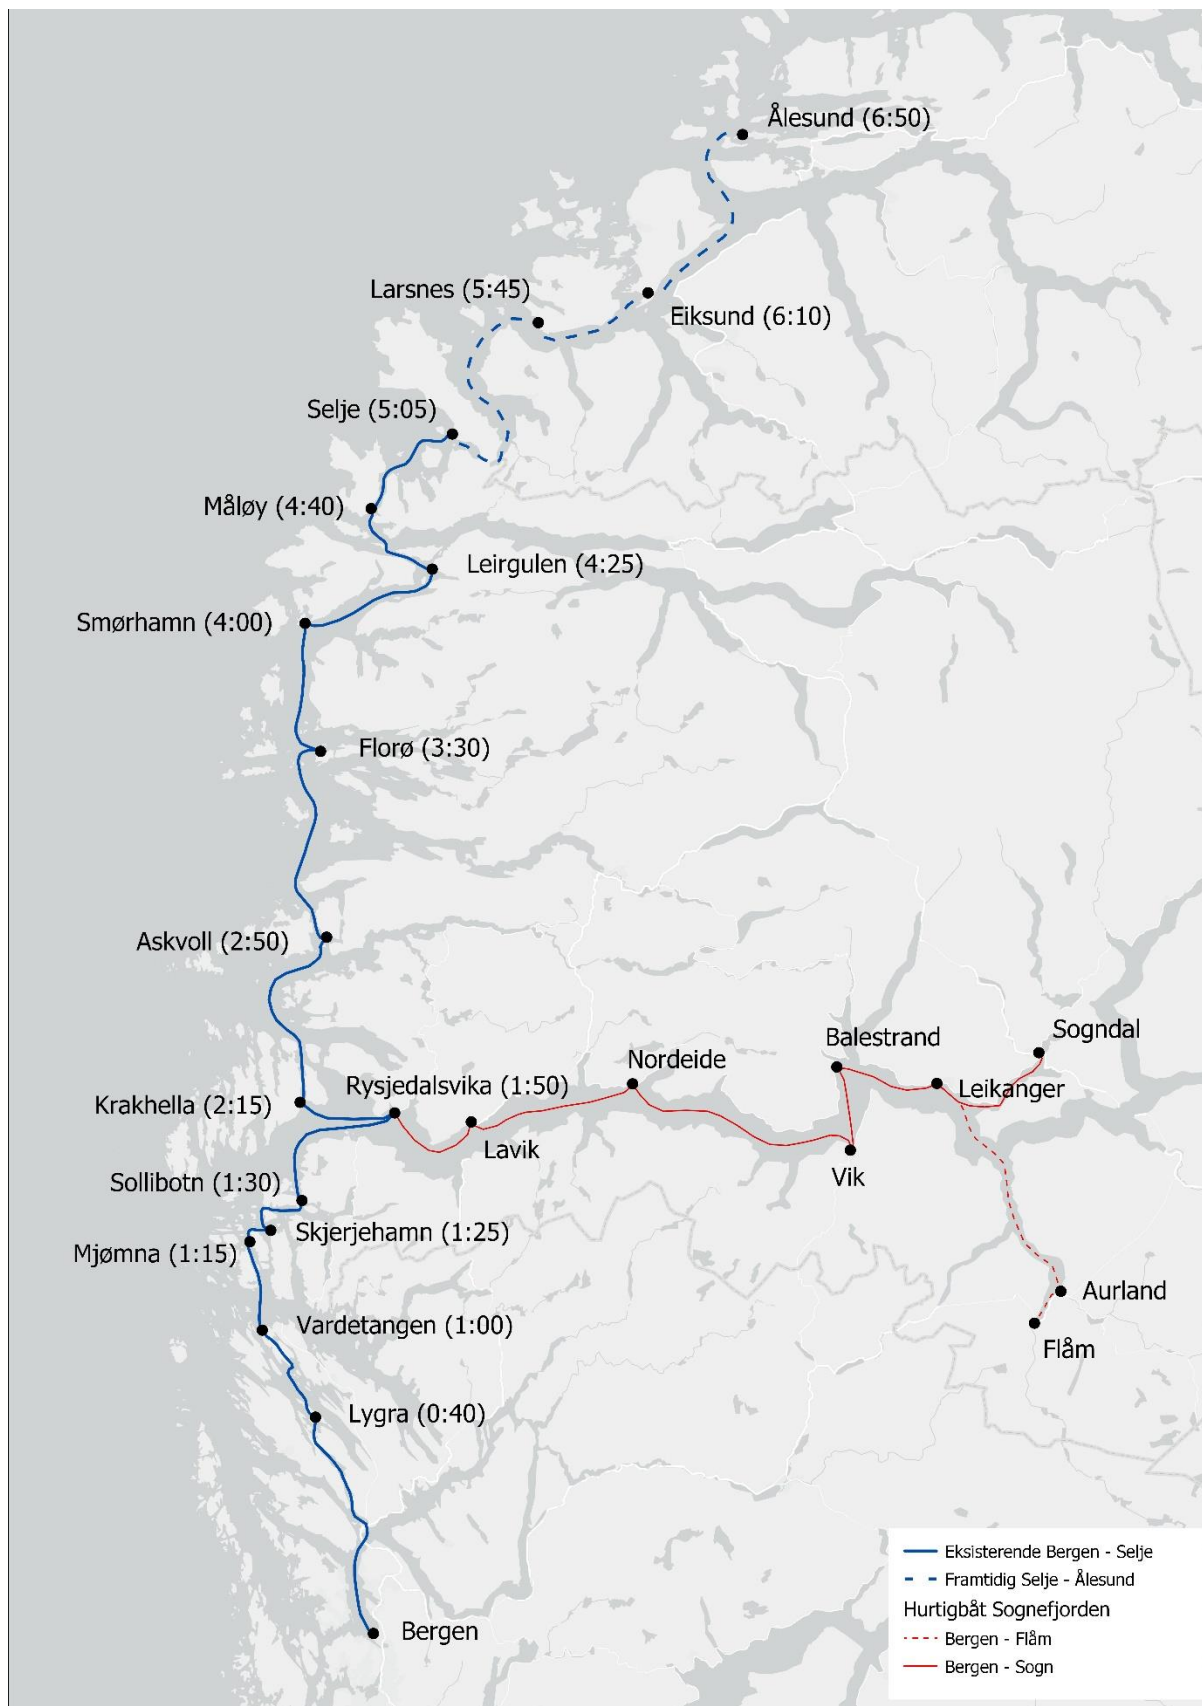 Ålesund (6:50)
Larsnes (5:45)
Eiksund (6:10)
Selje (5:05)
Måløy (4:40)
Leirgulen (4:25)
Smørhamn (4:00)
Florø (3:30)
Askvoll (2:50)
Sogndal
Balestrand
Nordeide
Rysjedalsvika (1:50)
Leikanger
Krakhella (2:15)
Lavik
Vik
Sollibotn (1:30)
Skjerjehamn (1:25)
Mjømna (1:15)
Aurland
Vardetangen (1:00)
Flåm
Lygra (0:40)
Bergen
Eksisterende Bergen - Selje
Framtidig Selje - Ålesund
Hurtigbåt Sognefjorden
Bergen - Flåm
Bergen - Sogn